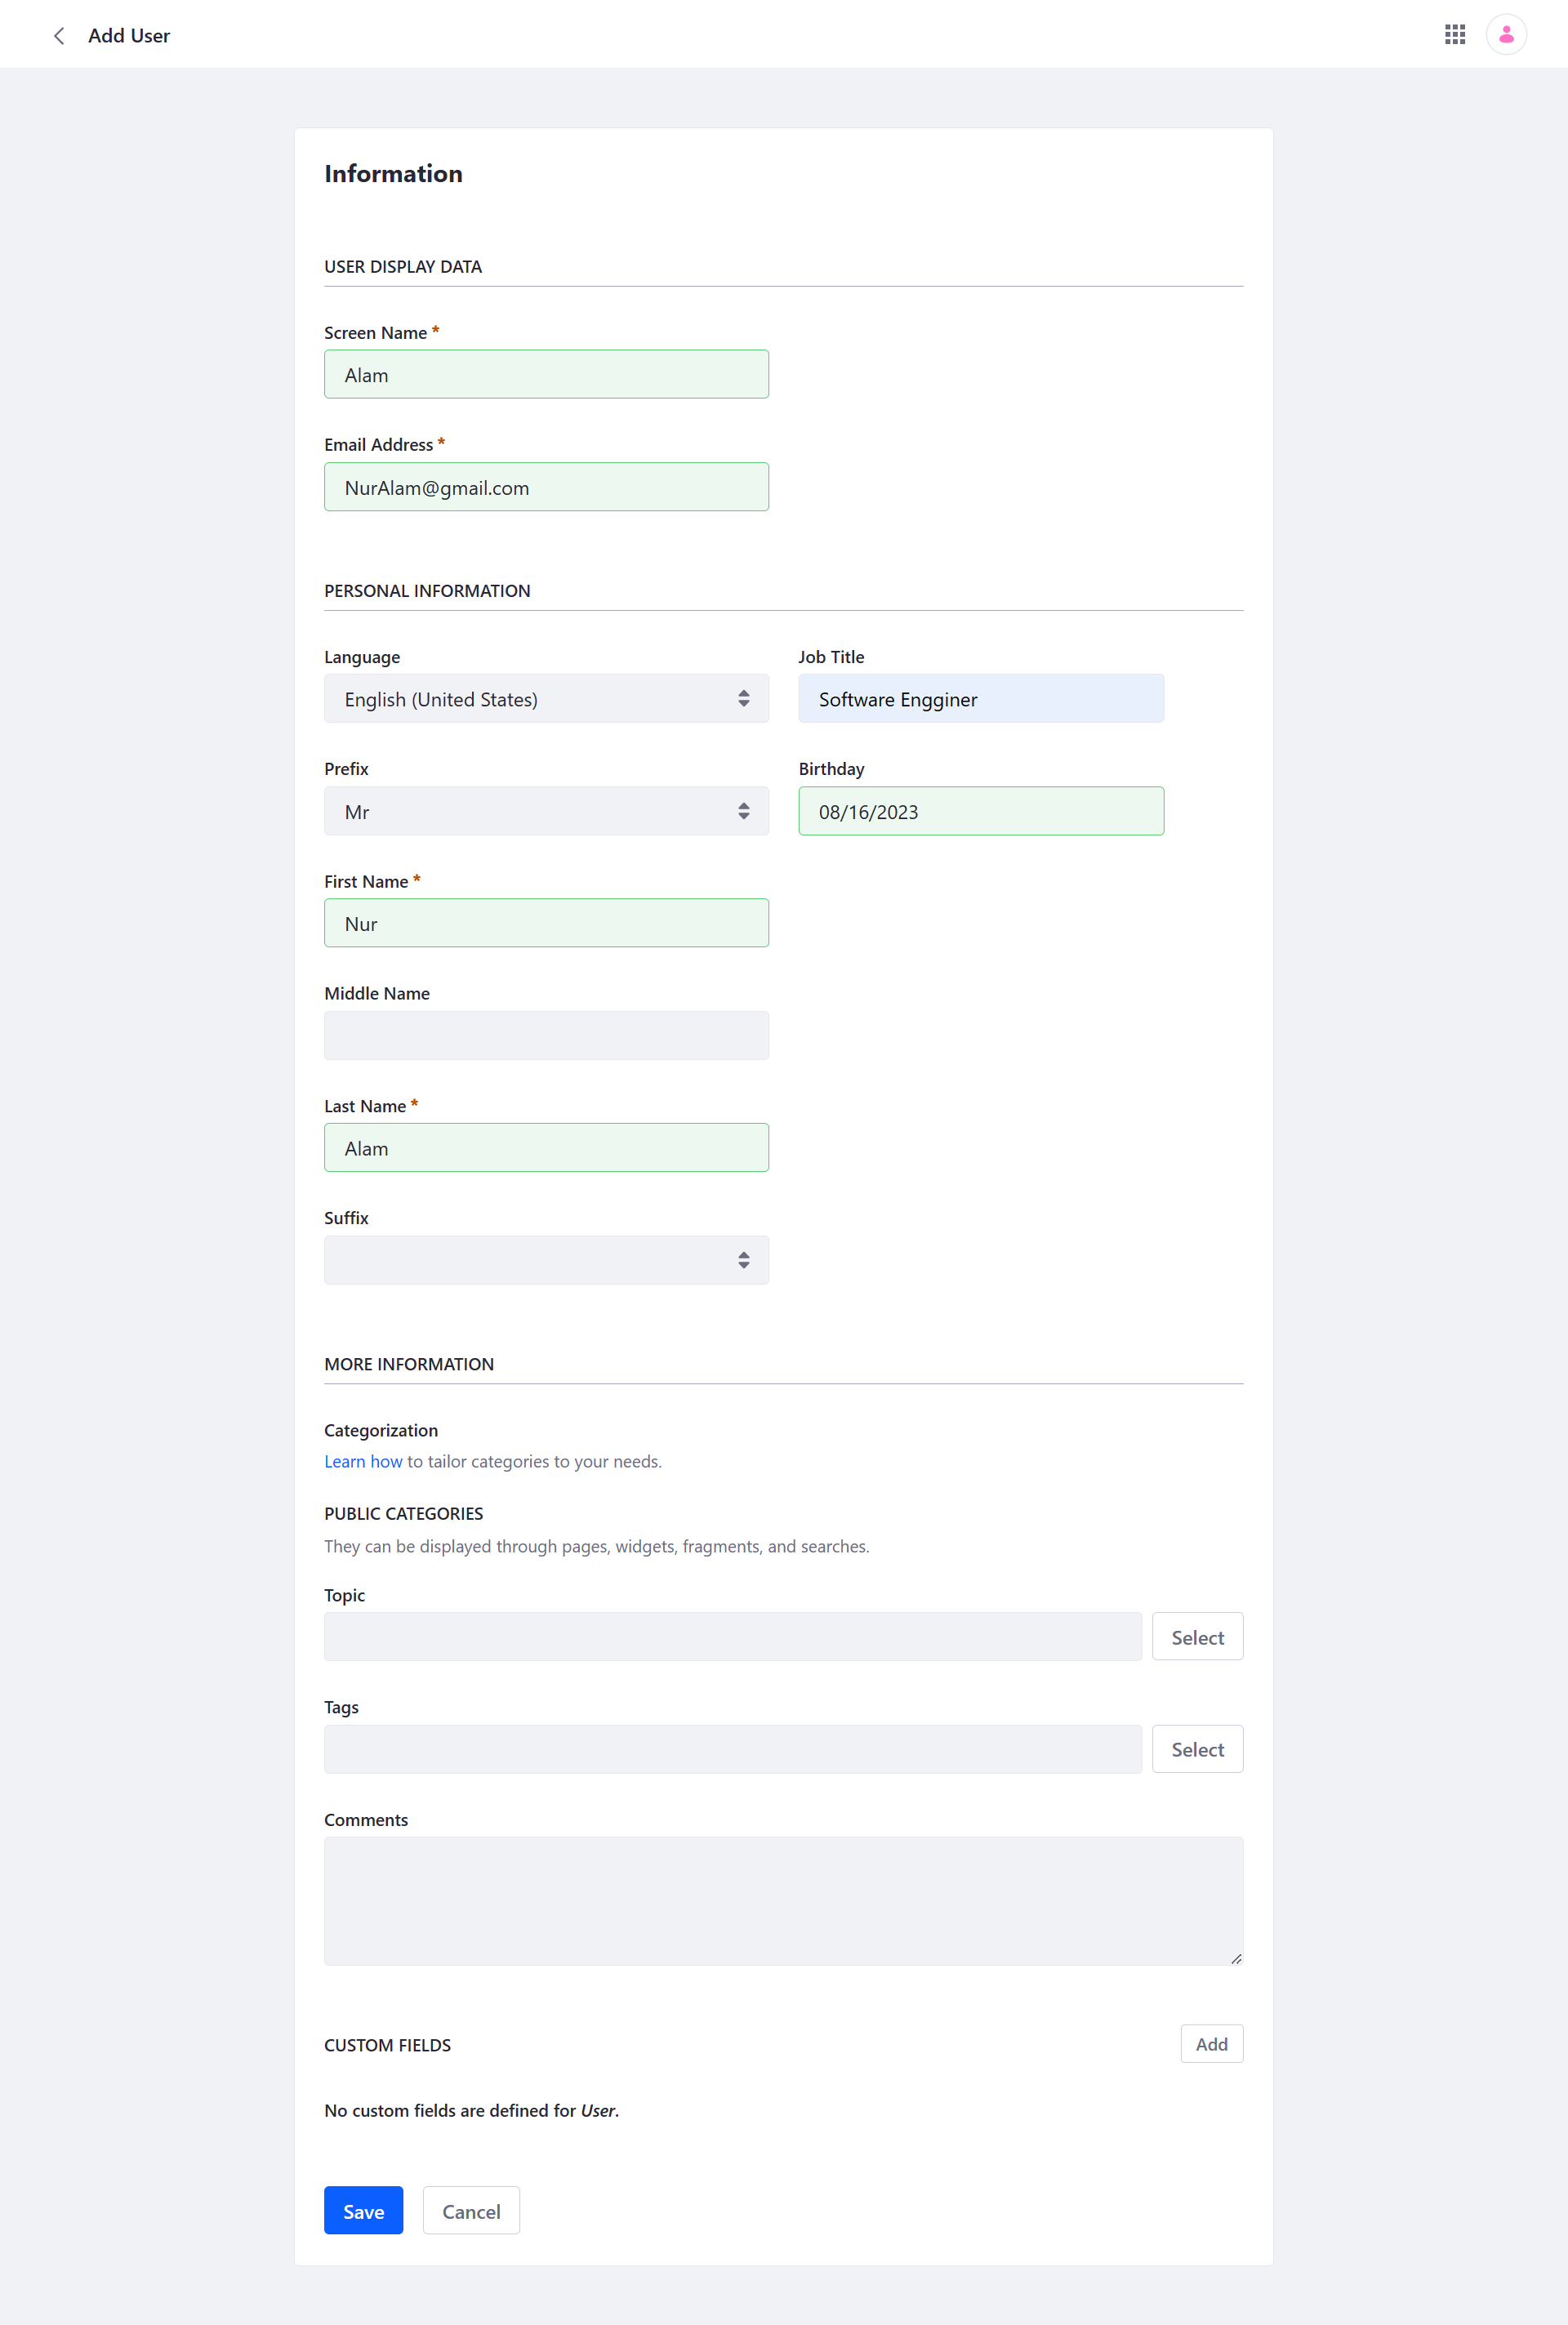 Add User
Information
USER DISPLAY DATA
Screen Name *
Alam
Email Address *
NurAlam@gmail.com
PERSONAL INFORMATION
Language
English (United States)
Job Title
Software Engginer
Prefix
Mr
Birthday
08/16/2023
First Name *
Nur
Middle Name
Last Name *
Alam
Suffix
MORE INFORMATION
Categorization
Learn how to tailor categories to your needs.
PUBLIC CATEGORIES
They can be displayed through pages, widgets, fragments, and searches.
Topic
Select
Tags
Select
Comments
CUSTOM FIELDS
Add
No custom fields are defined for User.
Save
Cancel